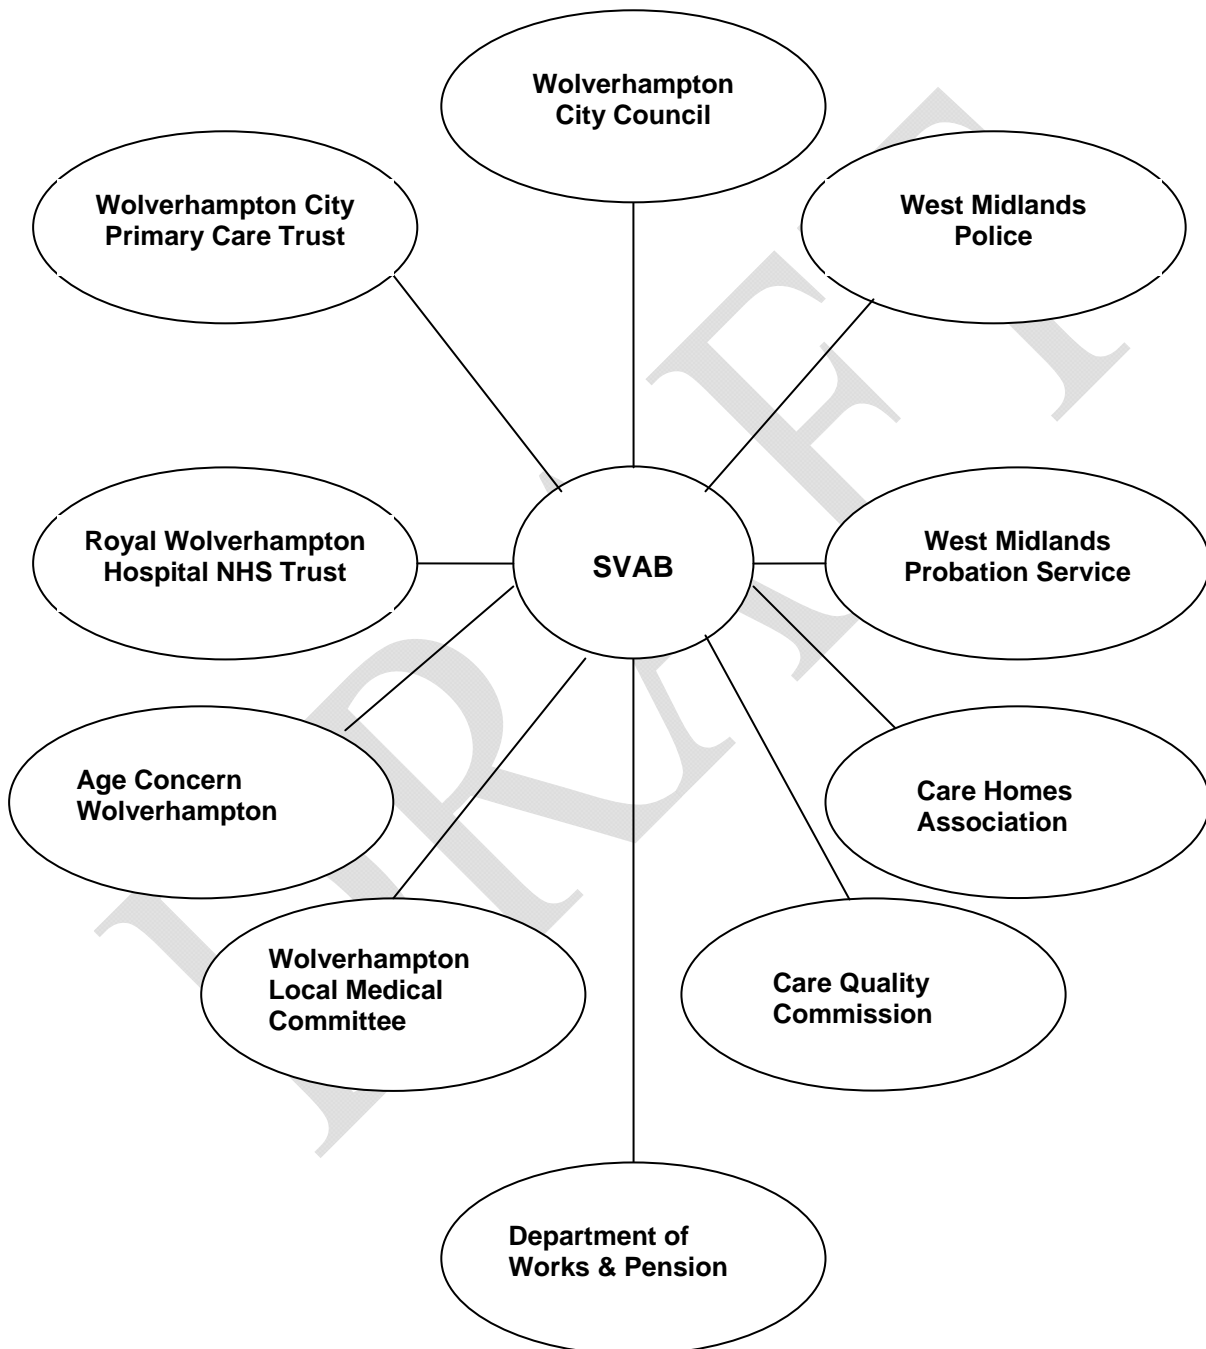 Wolverhampton
City Council
Wolverhampton City
Primary Care Trust
West Midlands
Police
Royal Wolverhampton
Hospital NHS Trust
SVAB
West Midlands
Probation Service
Age Concern
Wolverhampton
Care Homes
Association
Wolverhampton
Local Medical
Committee
Care Quality
Commission
Department of
Works & Pension
DRAFT